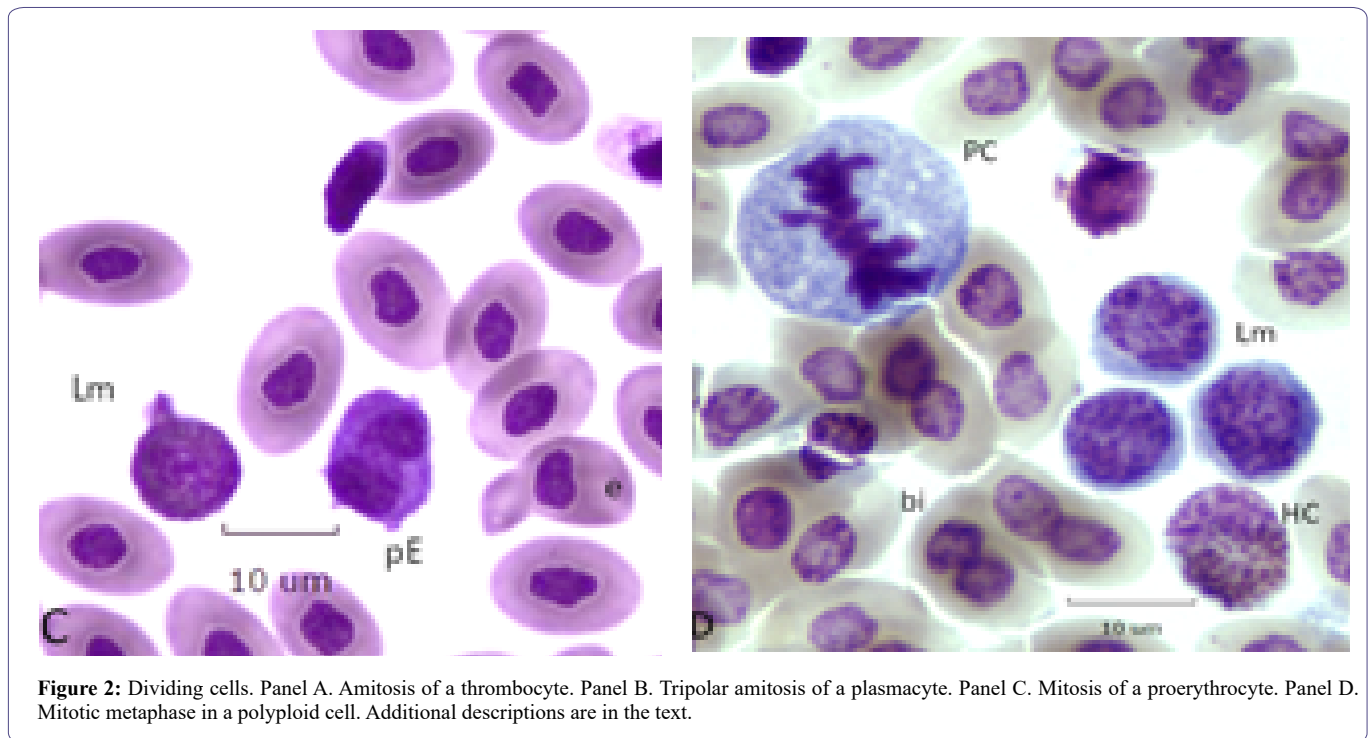 Lm
e
pE
10 um
C
PC
Lm
bi
HC
10 um
D
Figure 2: Dividing cells. Panel A. Amitosis of a thrombocyte. Panel B. Tripolar amitosis of a plasmacyte. Panel C. Mitosis of a proerythrocyte. Panel D.
Mitotic metaphase in a polyploid cell. Additional descriptions are in the text.